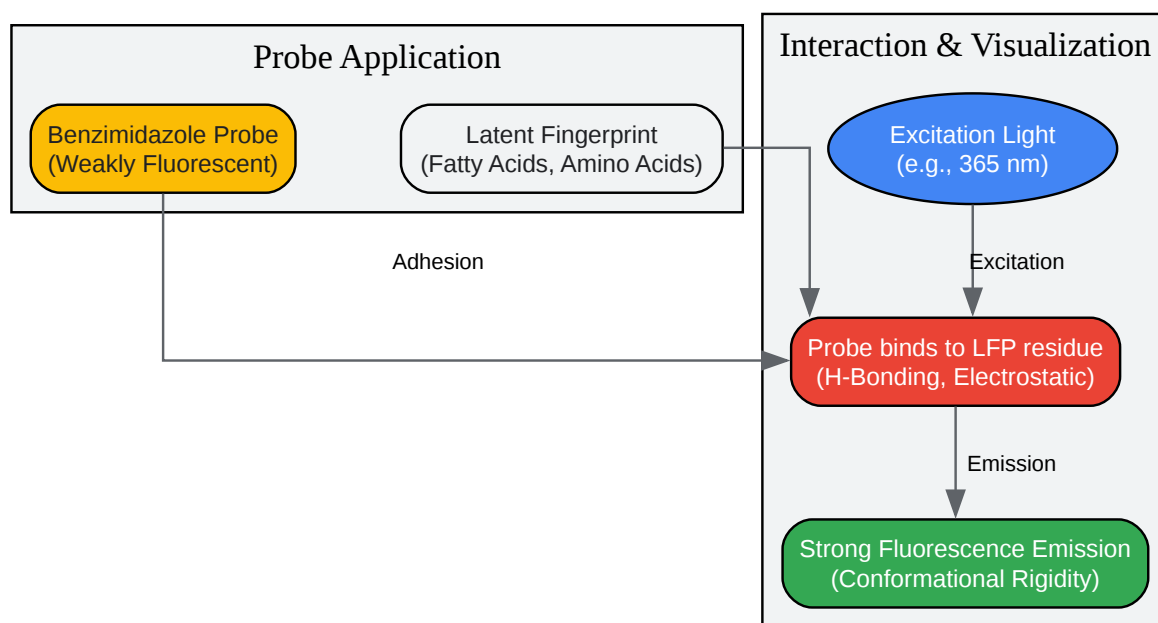 Probe Application
Benzimidazole Probe
(Weakly Fluorescent)
Latent Fingerprint
(Fatty Acids, Amino Acids)
Adhesion
Interaction & Visualization
Excitation Light
(e.g., 365 nm)
Excitation
Probe binds to LFP residue
(H-Bonding, Electrostatic)
Emission
Strong Fluorescence Emission
(Conformational Rigidity)